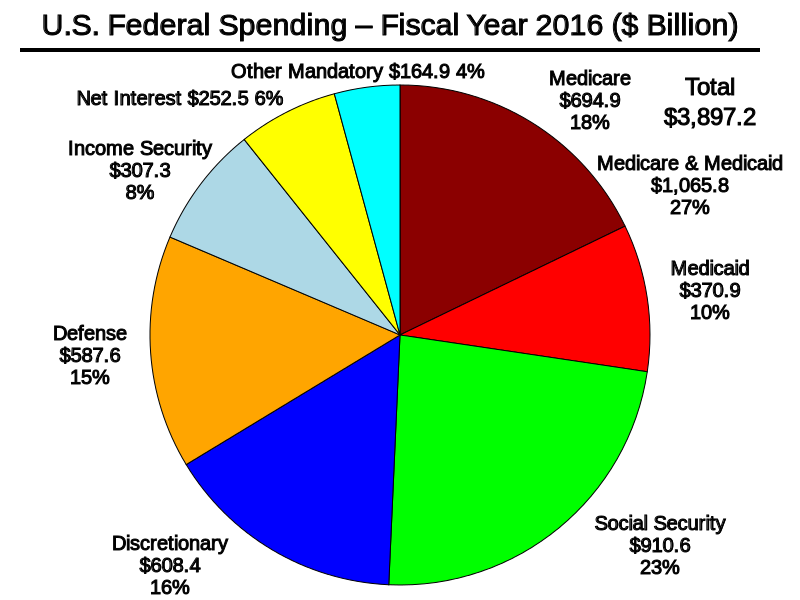 U.S. Federal Spending – Fiscal Year 2016 ($ Billion)
Other Mandatory $164.9 4%
Net Interest $252.5 6%
Income Security
$307.3
8%
Defense
$587.6
15%
Discretionary
$608.4
16%
Medicare
$694.9
18%
Total
$3,897.2
Medicare & Medicaid
$1,065.8
27%
Medicaid
$370.9
10%
Social Security
$910.6
23%